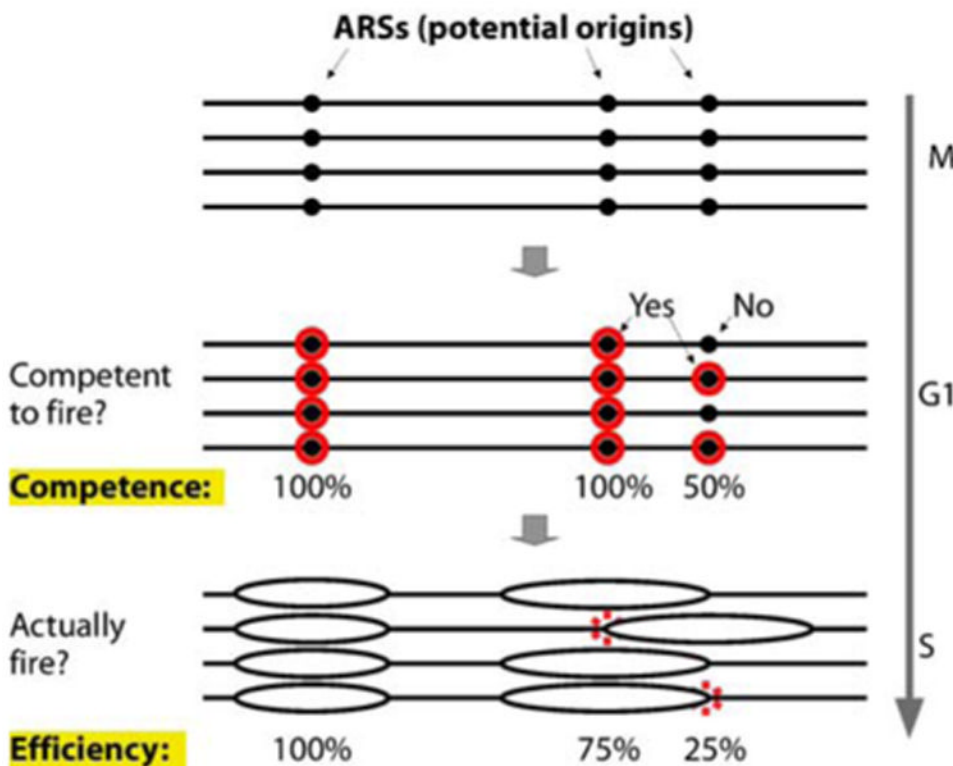 ARSs (potential origins)
M
Yes No
Competent
to fire?
G1
Competence: 100% 100% 50%
Actually
fire?
S
Efficiency: 100% 75% 25%